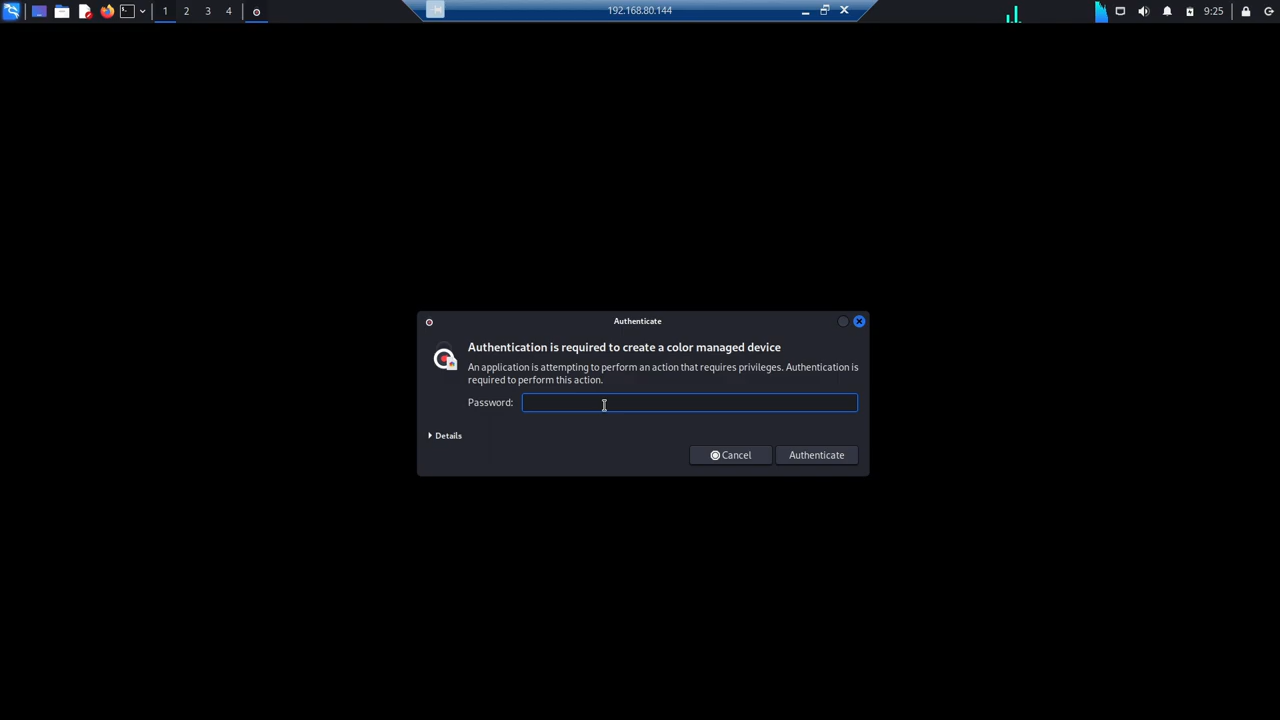 1 2 3 4
192.168.80.144
9:25
Authenticate
Authentication is required to create a color managed device
An application is attempting to perform an action that requires privileges. Authentication is
required to perform this action.
Password:
Details
Cancel
Authenticate